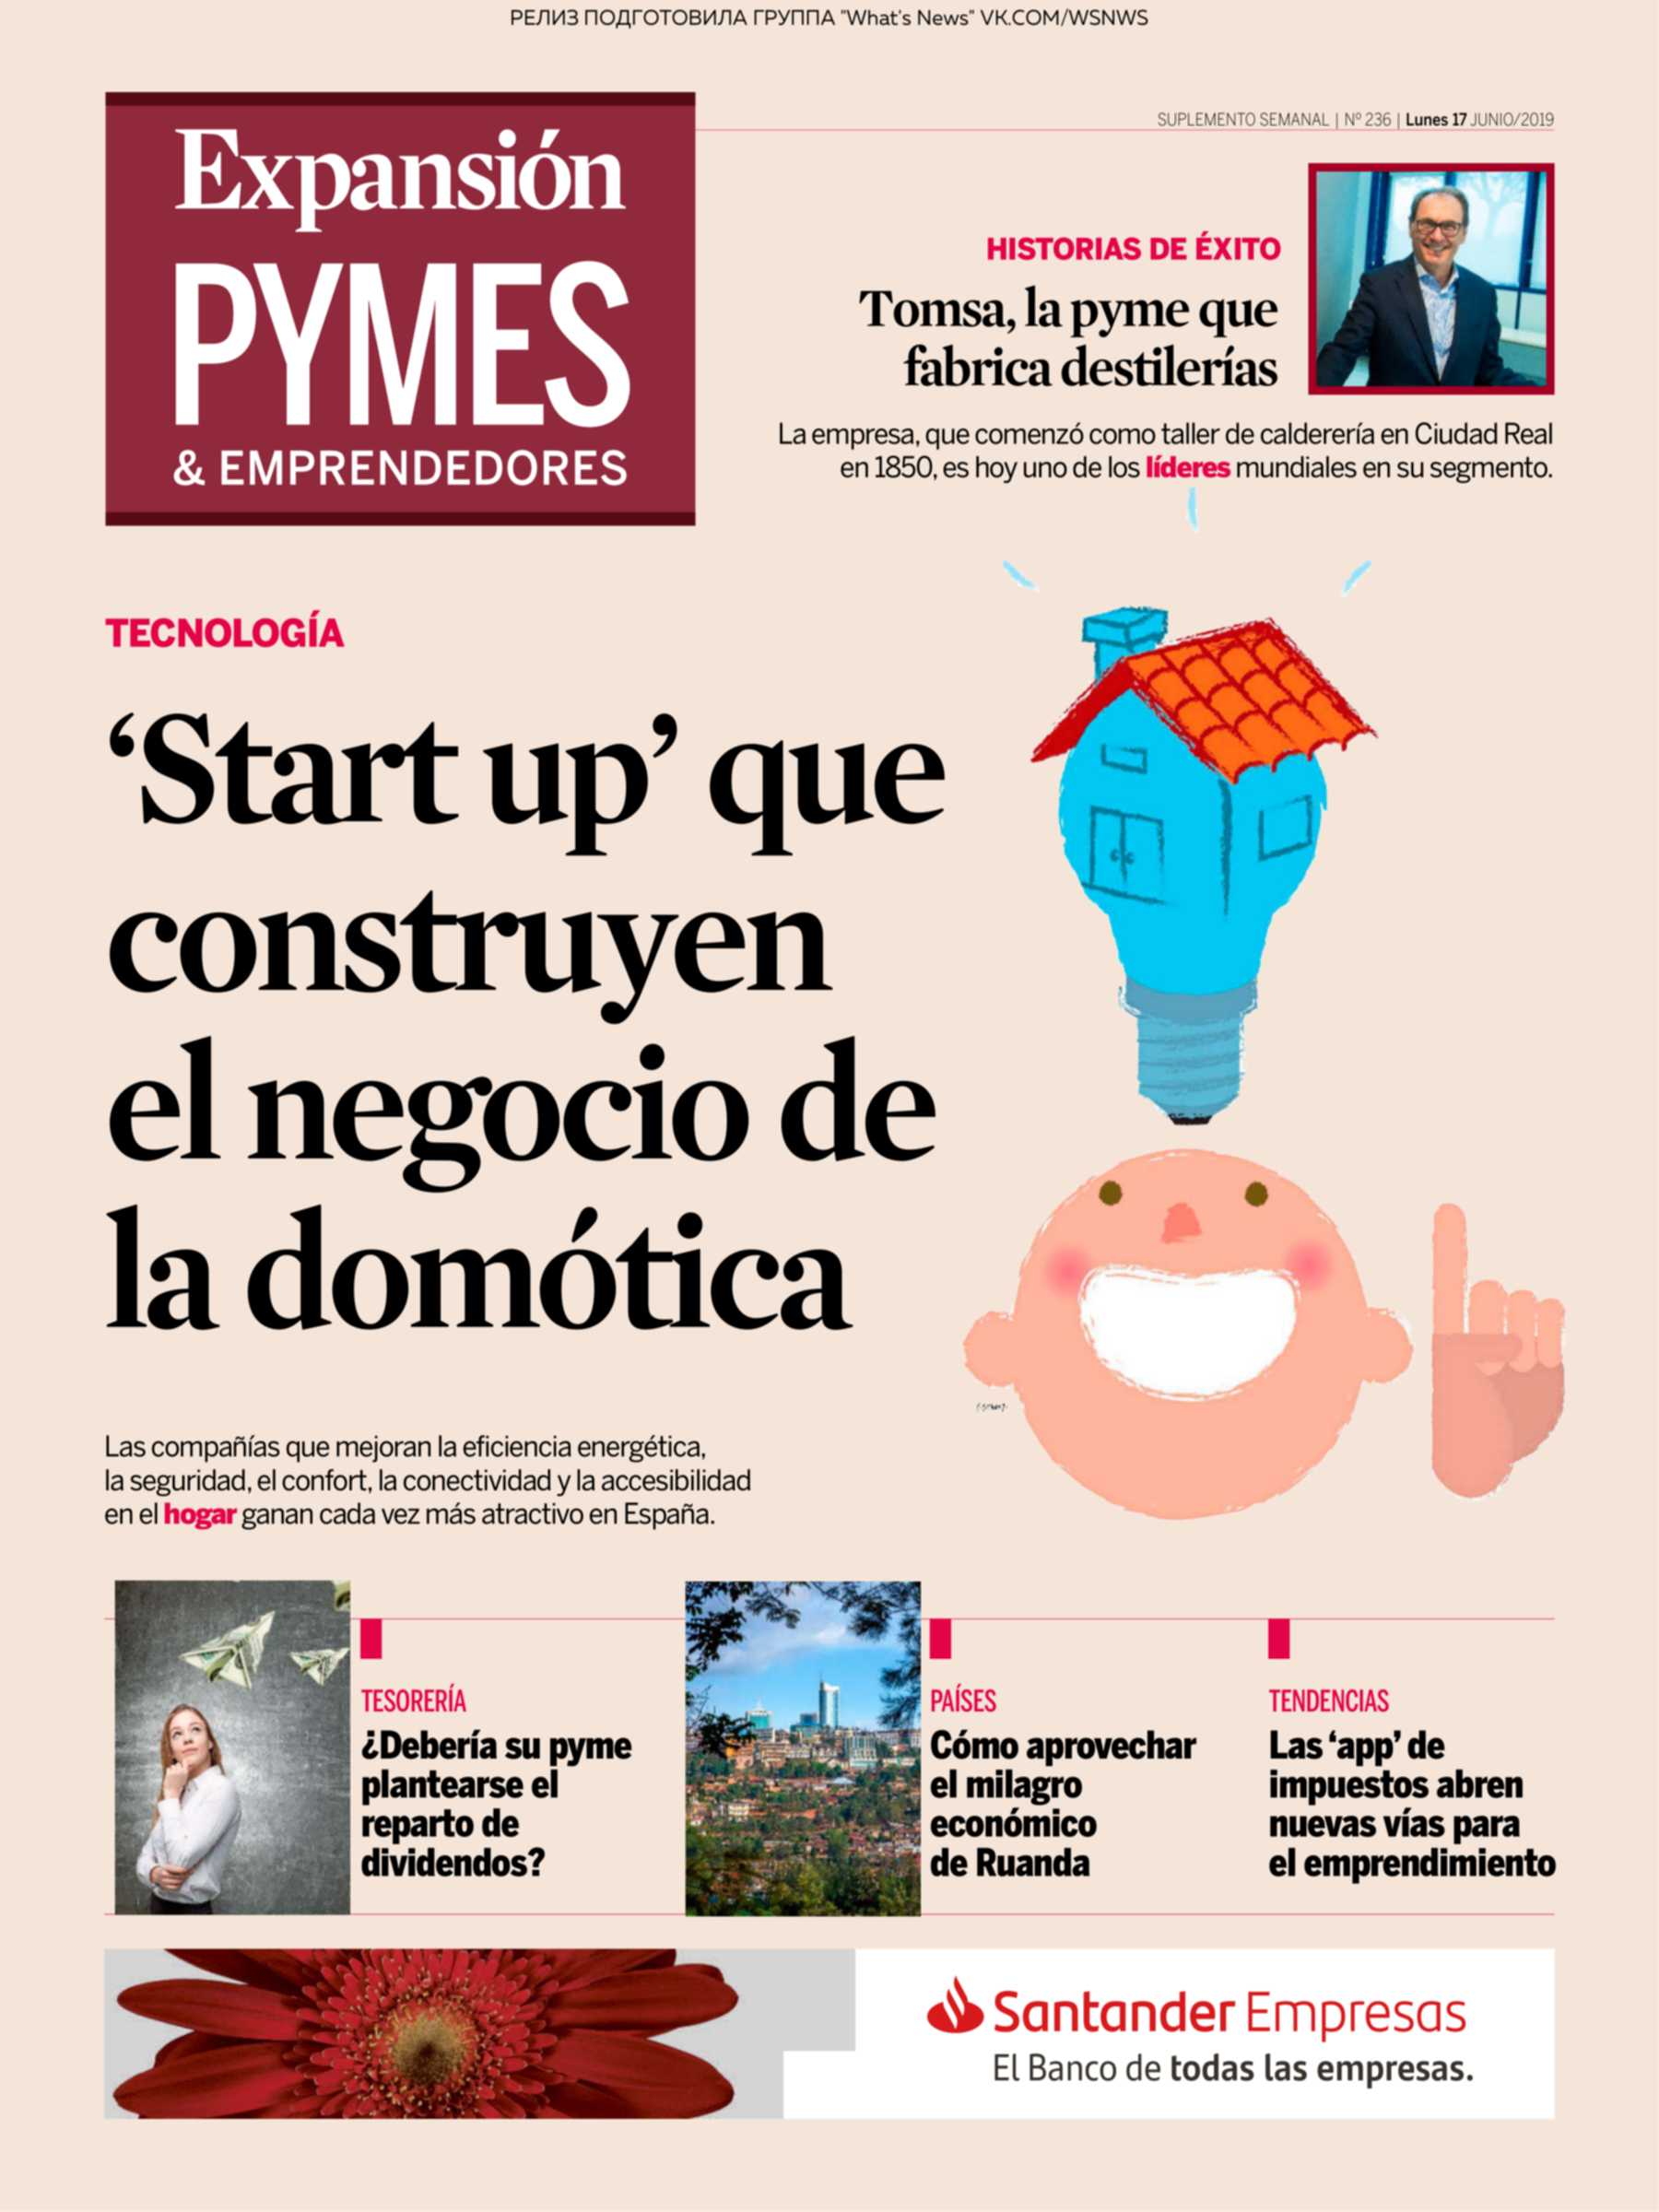 РЕЛИЗ ПОДГОТОВИЛА ГРУППА "What's News" VK.COM/WSNWS
Expansión
PYMES
& EMPRENDEDORES
SUPLEMENTO SEMANAL | Nº 236 | Lunes 17 JUNIO/2019
HISTORIAS DE ÉXITO
Tomsa, la pyme que
fabrica destilerías
La empresa, que comenzó como taller de calderería en Ciudad Real
en 1850, es hoy uno de los líderes mundiales en su segmento.
TECNOLOGÍA
‘Start up’ que
construyen
el negocio de
la domótica
Las compañías que mejoran la eficiencia energética,
la seguridad, el confort, la conectividad y la accesibilidad
en el hogar ganan cada vez más atractivo en España.
TESORERÍA
¿Debería su pyme
plantearse el
reparto de
dividendos?
PAÍSES
Cómo aprovechar
el milagro
económico
de Ruanda
TENDENCIAS
Las ‘app’ de
impuestos abren
nuevas vías para
el emprendimiento
Santander Empresas
El Banco de todas las empresas.